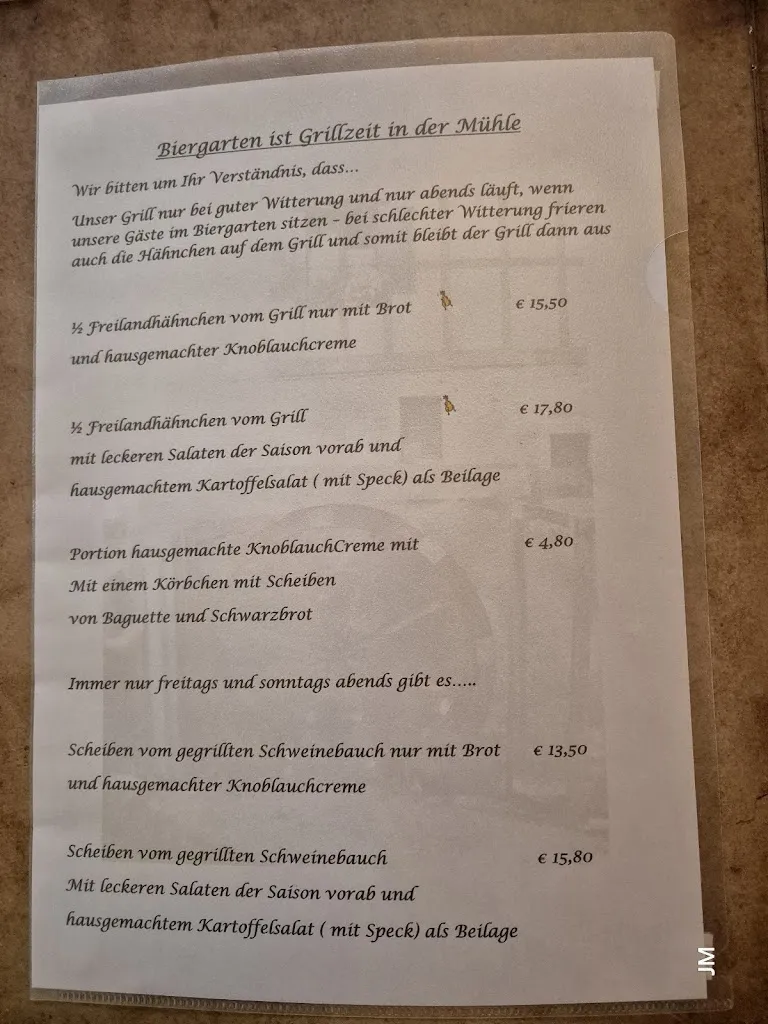 Biergarten ist Grillzeit in der Mühle
Wir bitten um Ihr Verständnis, dass...
Unser Grill nur bei guter Witterung und nur abends läuft, wenn
unsere Gäste im Biergarten sitzen – bei schlechter Witterung frieren
auch die Hähnchen auf dem Grill und somit bleibt der Grill dann aus
½ Freilandhähnchen vom Grill nur mit Brot € 15,50
und hausgemachter Knoblauchcreme
½ Freilandhähnchen vom Grill € 17,80
mit leckeren Salaten der Saison vorab und
hausgemachtem Kartoffelsalat ( mit Speck) als Beilage
Portion hausgemachte KnoblauchCreme mit € 4,80
Mit einem Körbchen mit Scheiben
von Baguette und Schwarzbrot
Immer nur freitags und sonntags abends gibt es.....
Scheiben vom gegrillten Schweinebauch nur mit Brot € 13,50
und hausgemachter Knoblauchcreme
Scheiben vom gegrillten Schweinebauch € 15,80
Mit leckeren Salaten der Saison vorab und
hausgemachtem Kartoffelsalat ( mit Speck) als Beilage
JM